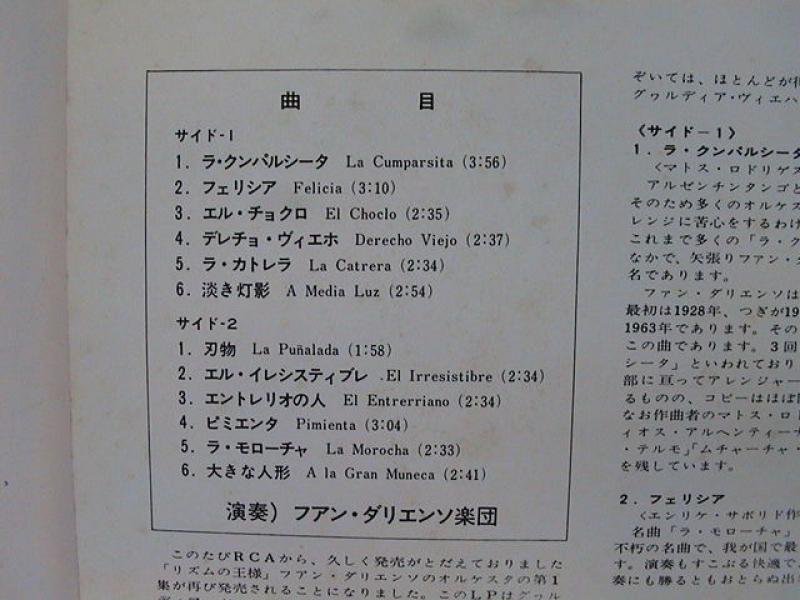 曲 目
サイド-1
1. ラ・クンパルシータ La Cumparsita (3:56)
2. フェリシア Felicia (3:10)
3. エル・チョクロ El Choclo (2:35)
4. デレチョ・ヴィエホ Derecho Viejo (2:37)
5. ラ・カトレラ La Catrera (2:34)
6. 淡き灯影 A Media Luz (2:54)
サイド-2
1. 刃物 La Puñalada (1:58)
2. エル・イレシスティブレ .El Irresistibre (2:34)
3. エントレリオの人 El Entrerriano (2:34)
4. ピミエンタ Pimienta (3:04)
5. ラ・モローチャ La Morocha (2:33)
6. 大きな人形 A la Gran Muneca (2:41)
演奏) フアン・ダリエンソ楽団
このたびRCAから、久しく発売がとだえておりました
「リズムの王様」フアン・ダリエンソのオルケスタの第1
集が再び発売されることになりました。このLPはグゥル
ぞいては、ほとんどが
グゥルディア・ヴィエハ
《サイド－1》
1. ラ・クンパルシータ
〈マトス・ロドリゲス
アルゼンチンタンゴと
そのため多くのオルケス
レンジに苦心をするわけ
これまで多くの「ラ・ク
なかで、矢張りフアン・
名であります。
フアン・ダリエンソは
最初は1928年、つぎが19
1963年であります。その
この曲であります。3回
シータ」といわれており
部に亘ってアレンジャー
るものの、コピーはほぼ
なお作曲者のマトス・ロ
ィオス・アルヘンティー
・テルモ」「ムチャーチャ・
を残しています。
2. フェリシア
〈エンリケ・サボリド作
名曲「ラ・モローチャ」
不朽の名曲で、我が国で最
す。演奏もすこぶる快適で、
奏にも勝るともおとらぬ出